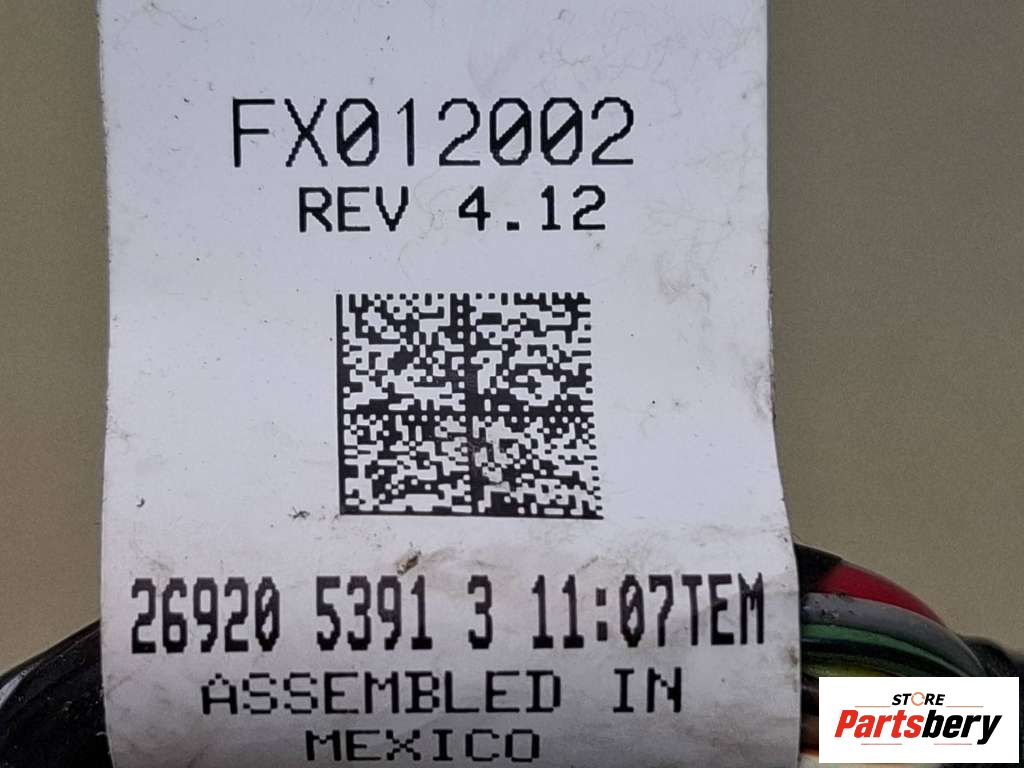 FX012002
REV 4.12
26920 5391 3 11:07TEM
ASSEMBLED IN
MEXICO
STORE
Partsbery